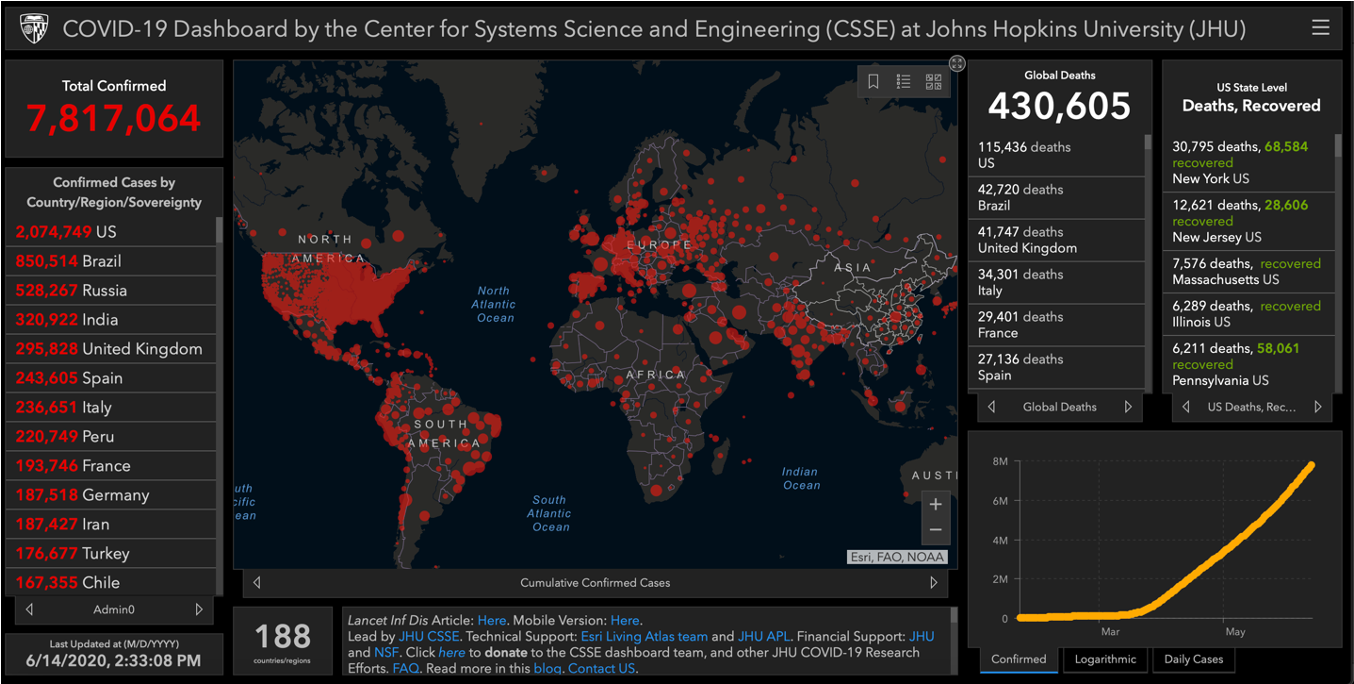 COVID-19 Dashboard by the Center for Systems Science and Engineering (CSSE) at Johns Hopkins University (JHU)
Total Confirmed
7,817,064
Confirmed Cases by
Country/Region/Sovereignty
2,074,749 US
850,514 Brazil
528,267 Russia
320,922 India
295,828 United Kingdom
243,605 Spain
236,651 Italy
220,749 Peru
193,746 France
187,518 Germany
187,427 Iran
176,677 Turkey
167,355 Chile
Admin0
Last Updated at (M/D/YYYY)
6/14/2020, 2:33:08 PM
NORTH
AMERICA
North
Atlantic
Ocean
EUROPE
ASIA
AFRICA
SOUTH
AMERICA
uth
cific
ean
South
Atlantic
Ocean
Indian
Ocean
AUST
+
−
Esri, FAO, NOAA
Cumulative Confirmed Cases
188
countries/regions
Lancet Inf Dis Article: Here. Mobile Version: Here.
Lead by JHU CSSE. Technical Support: Esri Living Atlas team and JHU APL. Financial Support: JHU
and NSF. Click here to donate to the CSSE dashboard team, and other JHU COVID-19 Research
Efforts. FAQ. Read more in this blog. Contact US.
Global Deaths
430,605
115,436 deaths
US
42,720 deaths
Brazil
41,747 deaths
United Kingdom
34,301 deaths
Italy
29,401 deaths
France
27,136 deaths
Spain
Global Deaths
US State Level
Deaths, Recovered
30,795 deaths, 68,584
recovered
New York US
12,621 deaths, 28,606
recovered
New Jersey US
7,576 deaths, recovered
Massachusetts US
6,289 deaths, recovered
Illinois US
6,211 deaths, 58,061
recovered
Pennsylvania US
US Deaths, Rec...
8M
6M
4M
2M
0
Mar
May
Confirmed
Logarithmic
Daily Cases